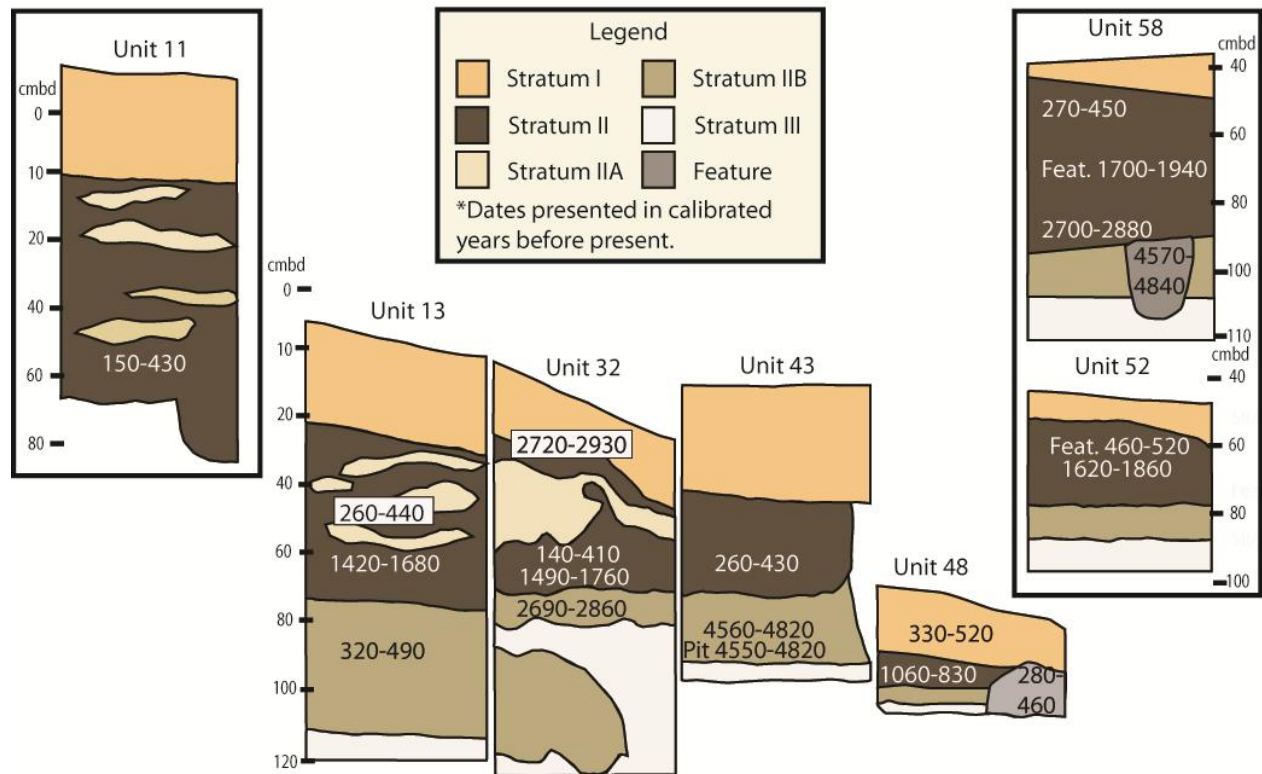 Unit 11
cmbd
0
10
20
40
60
80
150-430
Legend
Stratum I
Stratum IIB
Stratum II
Stratum III
Stratum IIA
Feature
*Dates presented in calibrated
years before present.
Unit 58
cmbd
40
60
80
100
110
270-450
Feat. 1700-1940
2700-2880
4570-
4840
Unit 52
cmbd
40
60
80
100
Feat. 460-520
1620-1860
cmbd
0
10
20
40
60
80
100
120
Unit 13
260-440
1420-1680
320-490
Unit 32
2720-2930
140-410
1490-1760
2690-2860
Unit 43
260-430
4560-4820
Pit 4550-4820
Unit 48
330-520
1060-830
280-
460